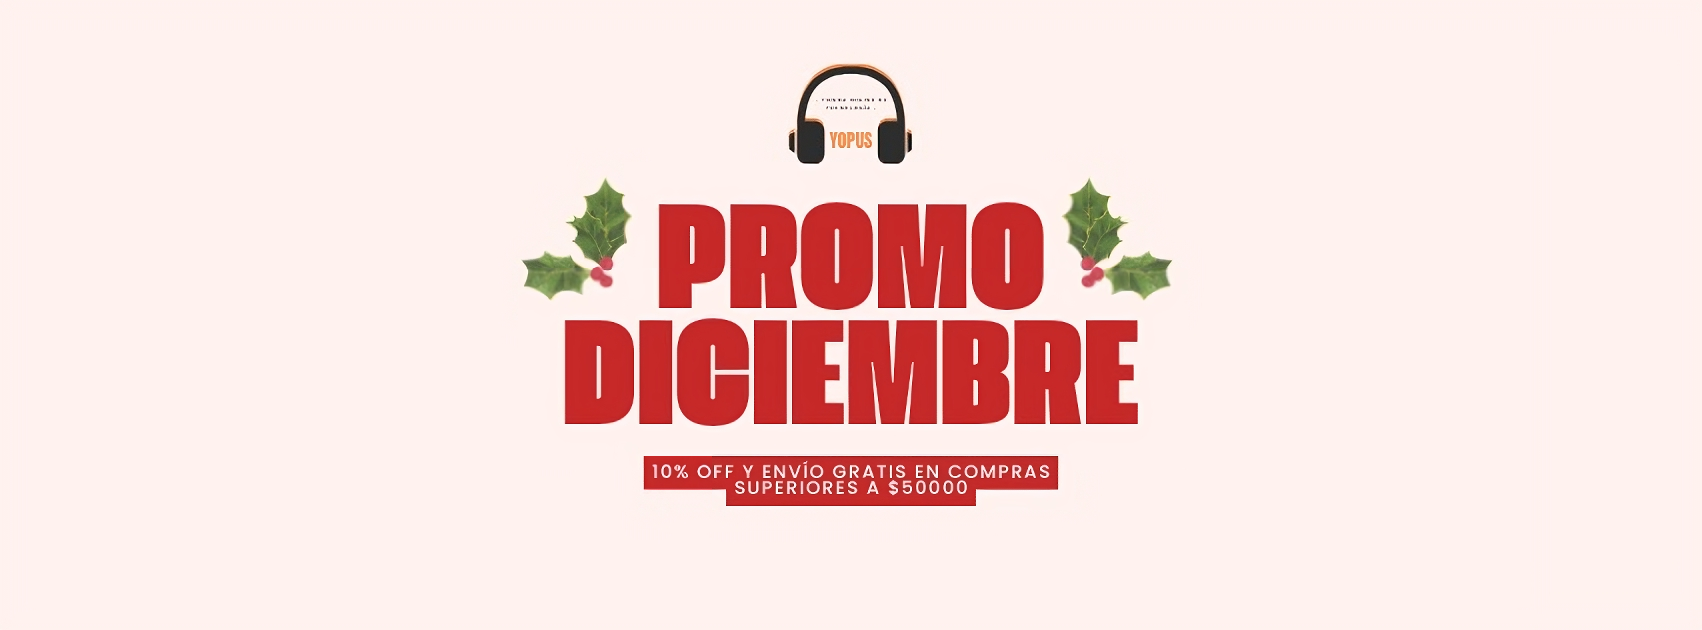 YOPUS
PROMO
DICIEMBRE
10% OFF Y ENVÍO GRATIS EN COMPRAS
SUPERIORES A $50000